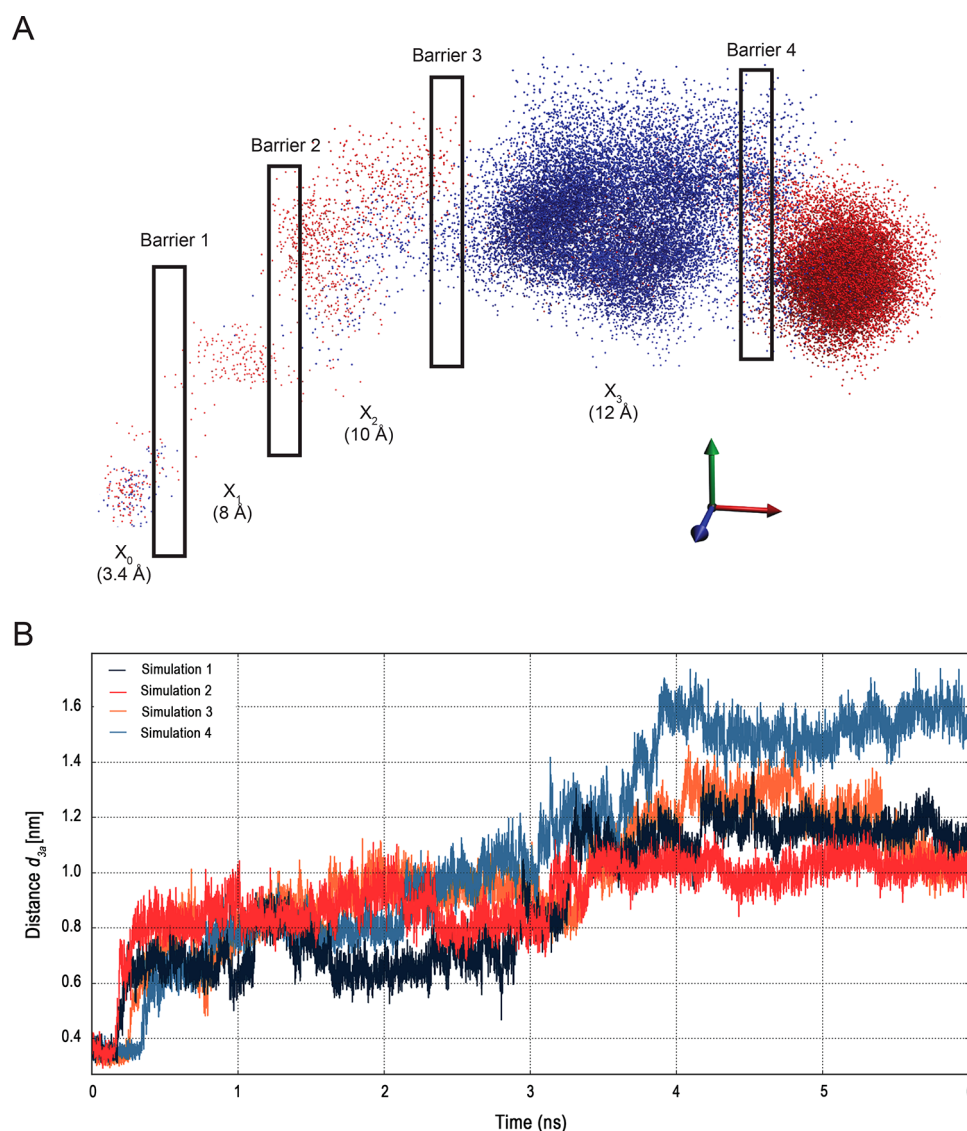 A
Barrier 3
Barrier 4
Barrier 2
Barrier 1
X3
(12 Å)
X2
(10 Å)
X1
(8 Å)
X0
(3.4 Å)
B
Simulation 1
Simulation 2
Simulation 3
Simulation 4
1.6
1.4
1.2
1.0
0.8
0.6
0.4
Distance d3a [nm]
0 1 2 3 4 5
Time (ns)